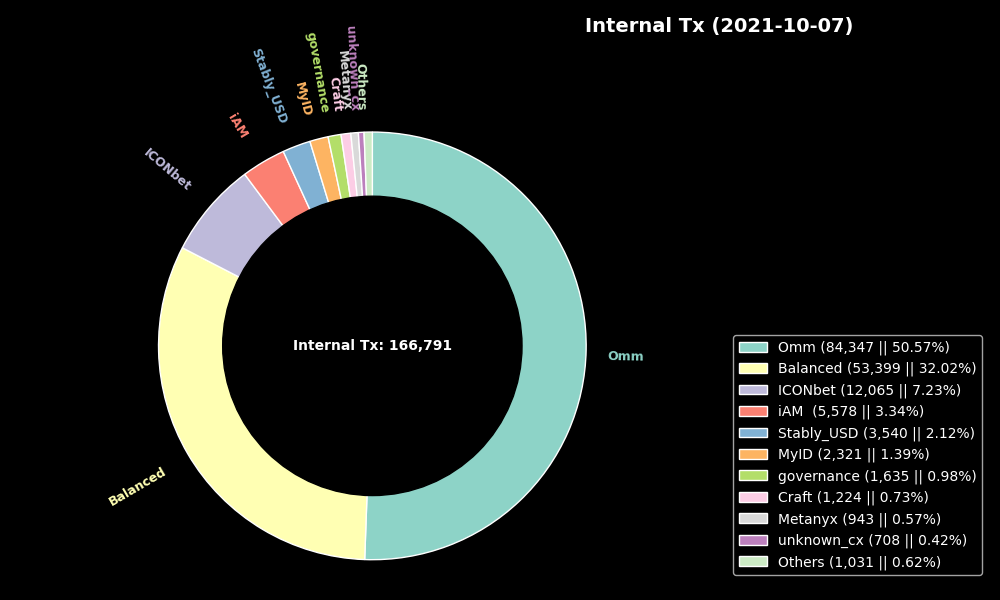 Internal Tx (2021-10-07)
Others
unknown_cx
Metanyx
Craft
governance
MyID
Stably_USD
iAM
ICONbet
Balanced
Omm
Internal Tx: 166,791
Omm (84,347 || 50.57%)
Balanced (53,399 || 32.02%)
ICONbet (12,065 || 7.23%)
iAM  (5,578 || 3.34%)
Stably_USD (3,540 || 2.12%)
MyID (2,321 || 1.39%)
governance (1,635 || 0.98%)
Craft (1,224 || 0.73%)
Metanyx (943 || 0.57%)
unknown_cx (708 || 0.42%)
Others (1,031 || 0.62%)